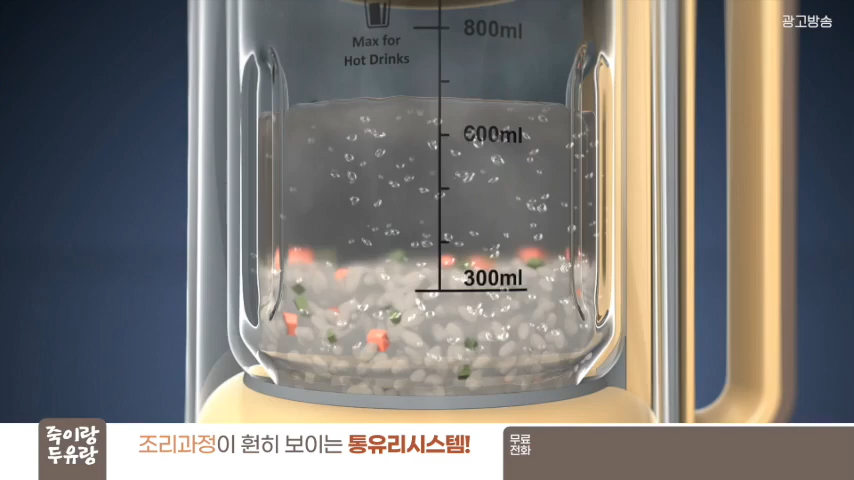 광고방송
Max for
Hot Drinks
800ml
600ml
300ml
죽이랑
두유랑
조리과정이 훤히 보이는 통유리시스템!
무료
전화